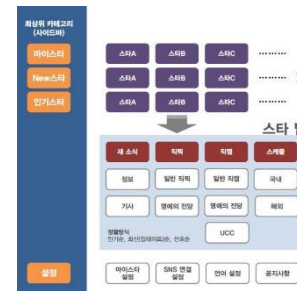 최상위 카테고리
(사이드바)
마이스타
스타A 스타B 스타C ………
New스타
스타A 스타B 스타C ………
인기스타
스타A 스타B 스타C ………
스타
새 소식 직찍 직캠 스케줄
정보 일반 직찍 일반 직캠 국내
기사 명예의 전당 명예의 전당 해외
정렬방식
UCC
설정
마이스타
설정
SNS 연결
설정
언어 설정
공지사항